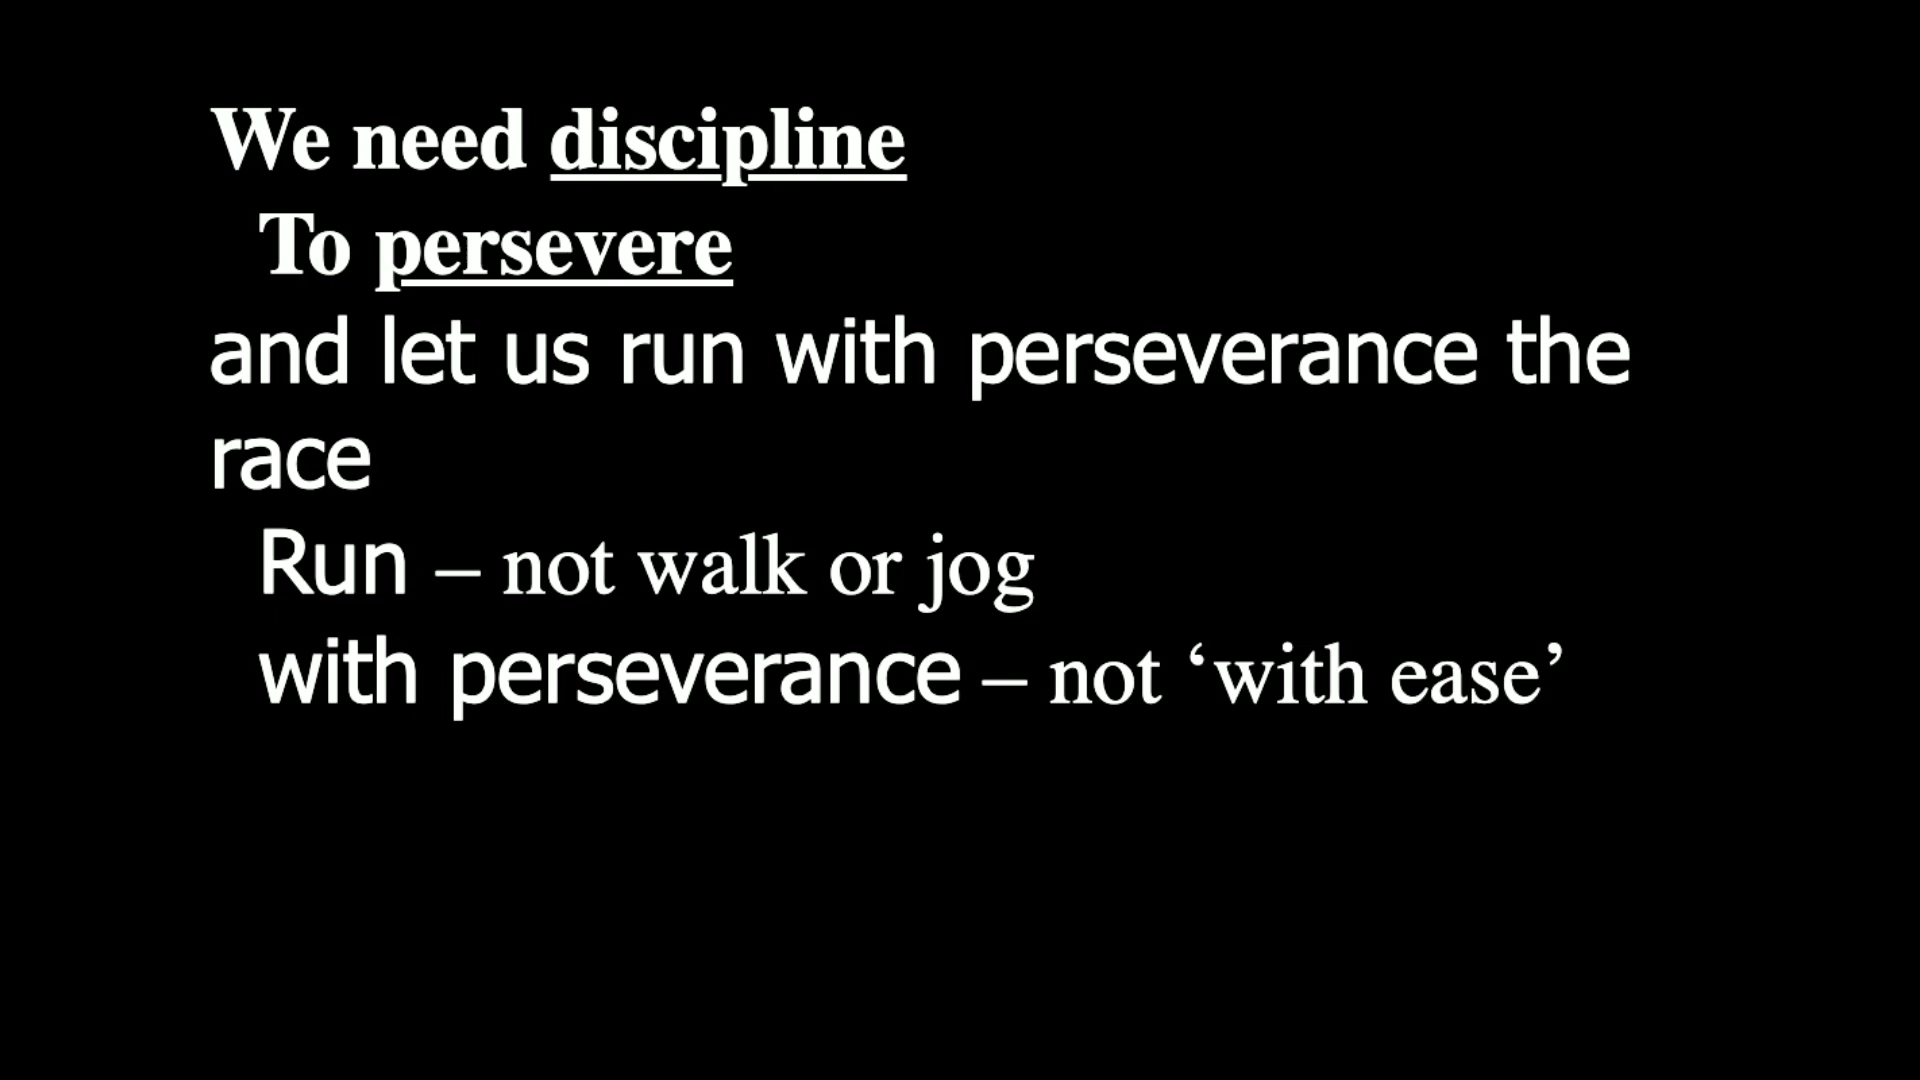 We need discipline
To persevere
and let us run with perseverance the
race
Run – not walk or jog
with perseverance – not ‘with ease’